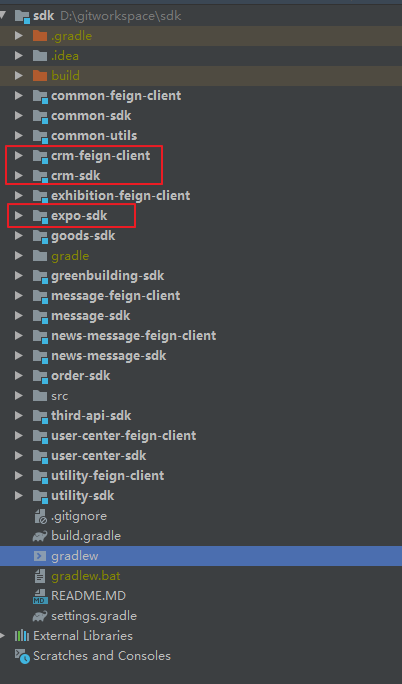 sdk D:\gitworkspace\sdk
.gradle
.idea
build
common-feign-client
common-sdk
common-utils
crm-feign-client
crm-sdk
exhibition-feign-client
expo-sdk
goods-sdk
gradle
greenbuilding-sdk
message-feign-client
message-sdk
news-message-feign-client
news-message-sdk
order-sdk
src
third-api-sdk
user-center-feign-client
user-center-sdk
utility-feign-client
utility-sdk
.gitignore
build.gradle
gradlew
gradlew.bat
README.MD
settings.gradle
External Libraries
Scratches and Consoles